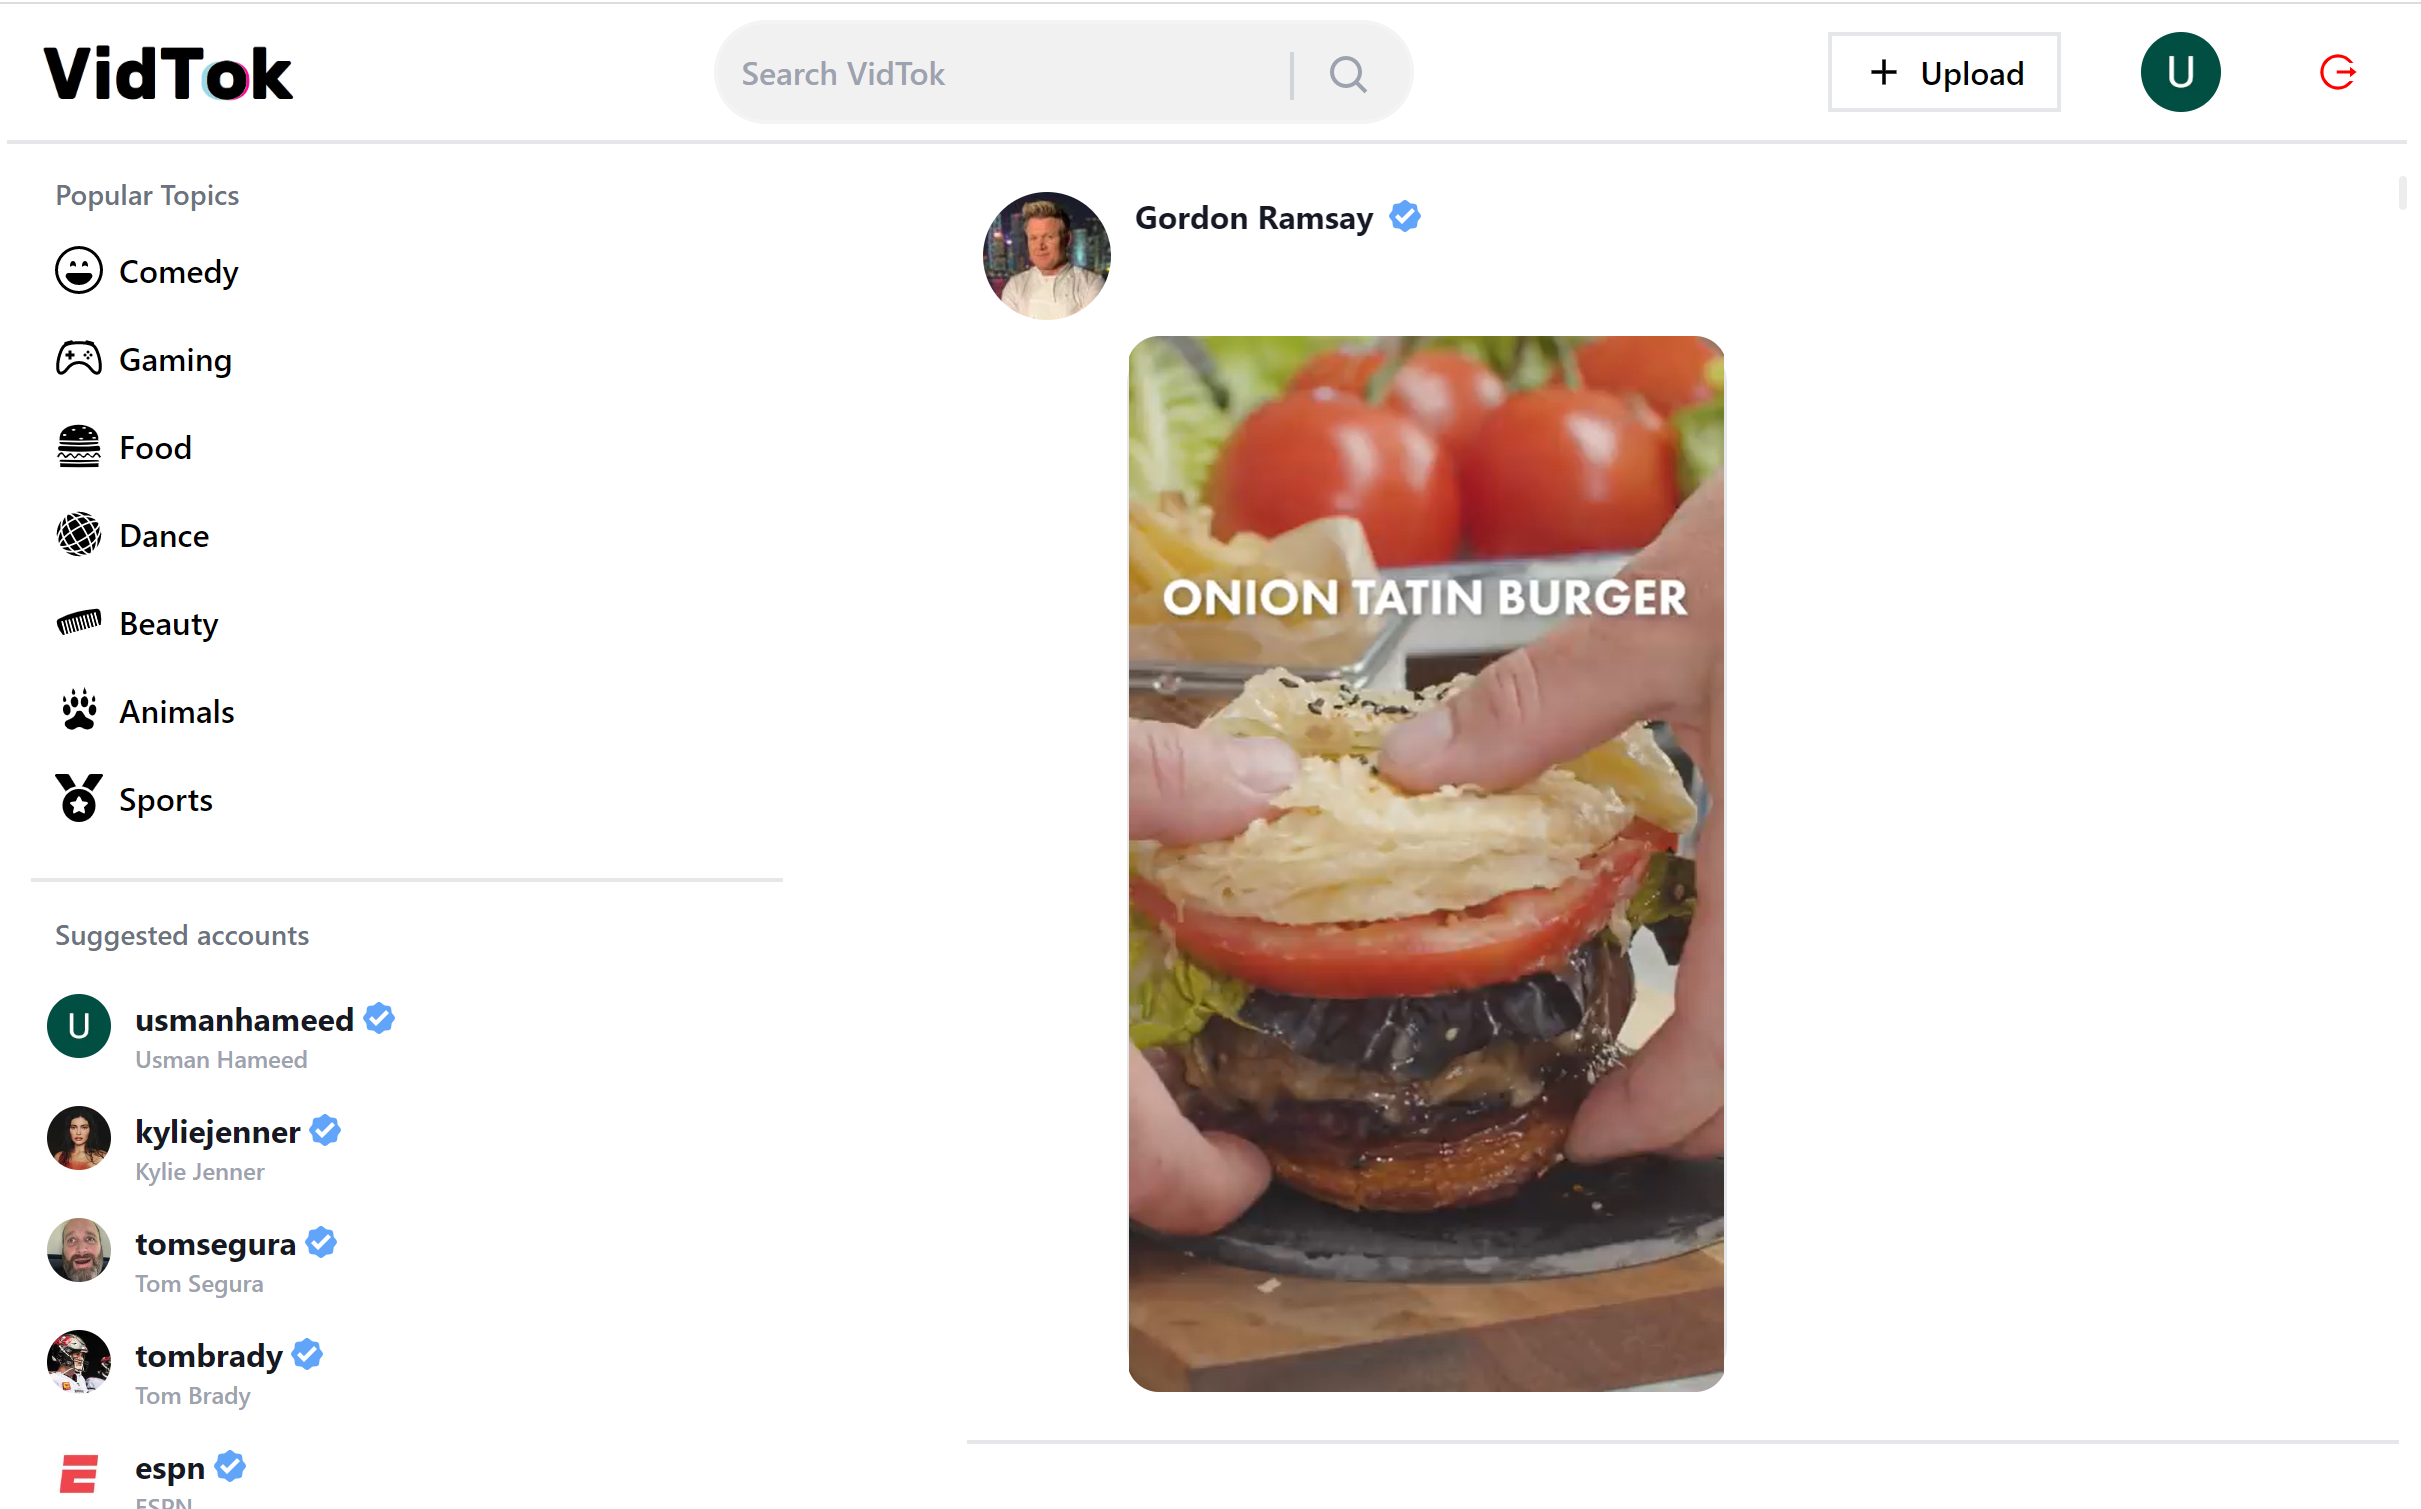 VidTok
Search VidTok
Upload
U
Popular Topics
Comedy
Gaming
Food
Dance
Beauty
Animals
Sports
Suggested accounts
U
usmanhameed
Usman Hameed
kyliejenner
Kylie Jenner
tomsegura
Tom Segura
tombrady
Tom Brady
espn
ESPN
Gordon Ramsay
ONION TATIN BURGER